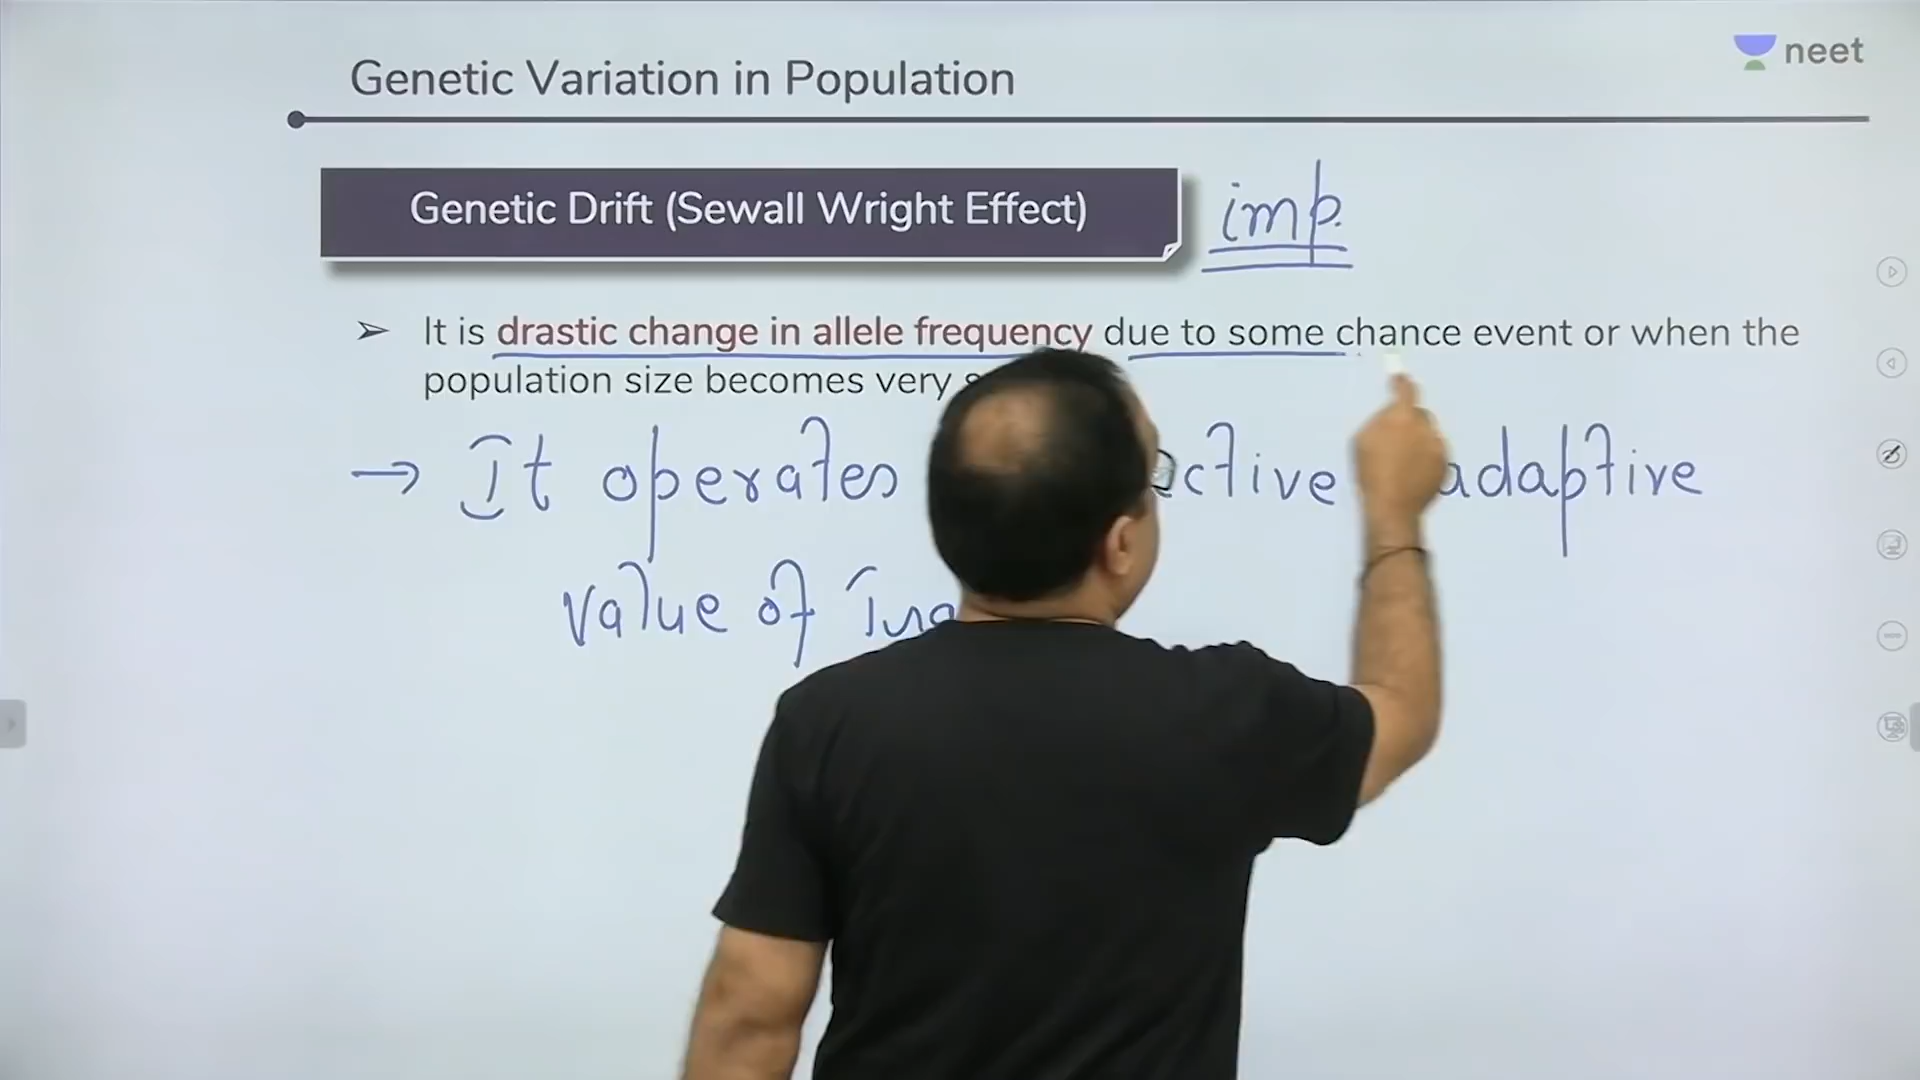 Genetic Variation in Population
neet
Genetic Drift (Sewall Wright Effect)
imp.
➢ It is drastic change in allele frequency due to some chance event or when the
population size becomes very
→ It operates adaptive
value of